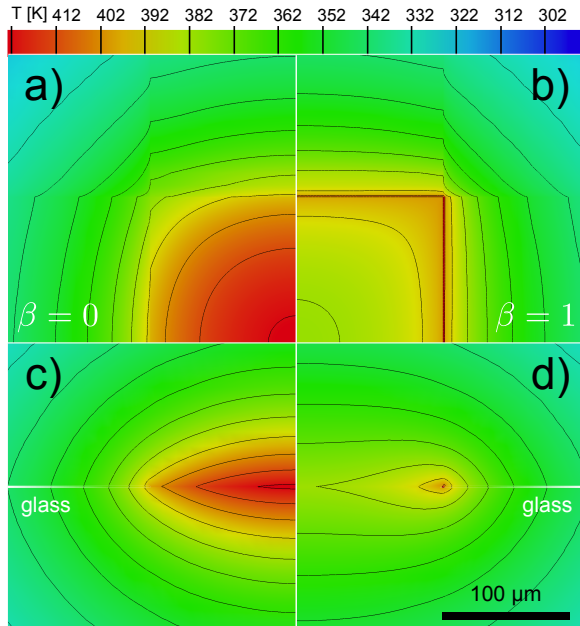 T [K] 412 402 392 382 372 362 352 342 332 322 312 302
a) b)
β = 0 β = 1
c) d)
glass glass
100 µm